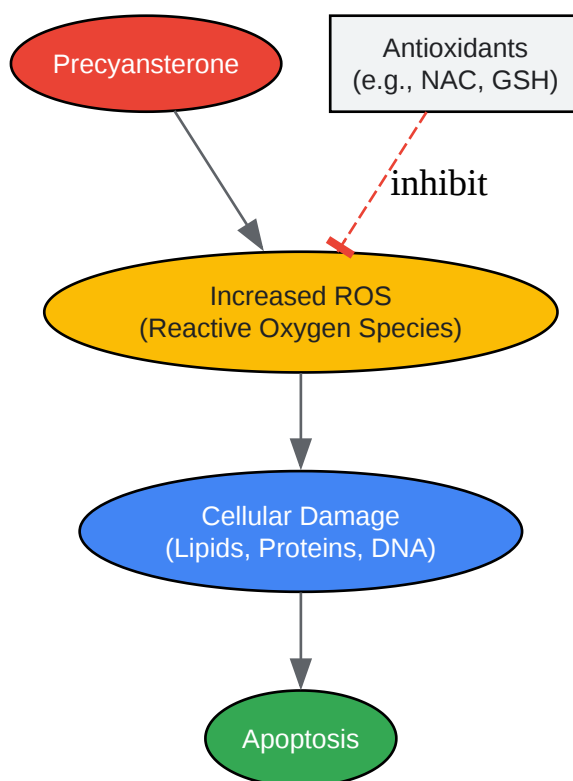 Precyansterone
Antioxidants
(e.g., NAC, GSH)
inhibit
Increased ROS
(Reactive Oxygen Species)
Cellular Damage
(Lipids, Proteins, DNA)
Apoptosis